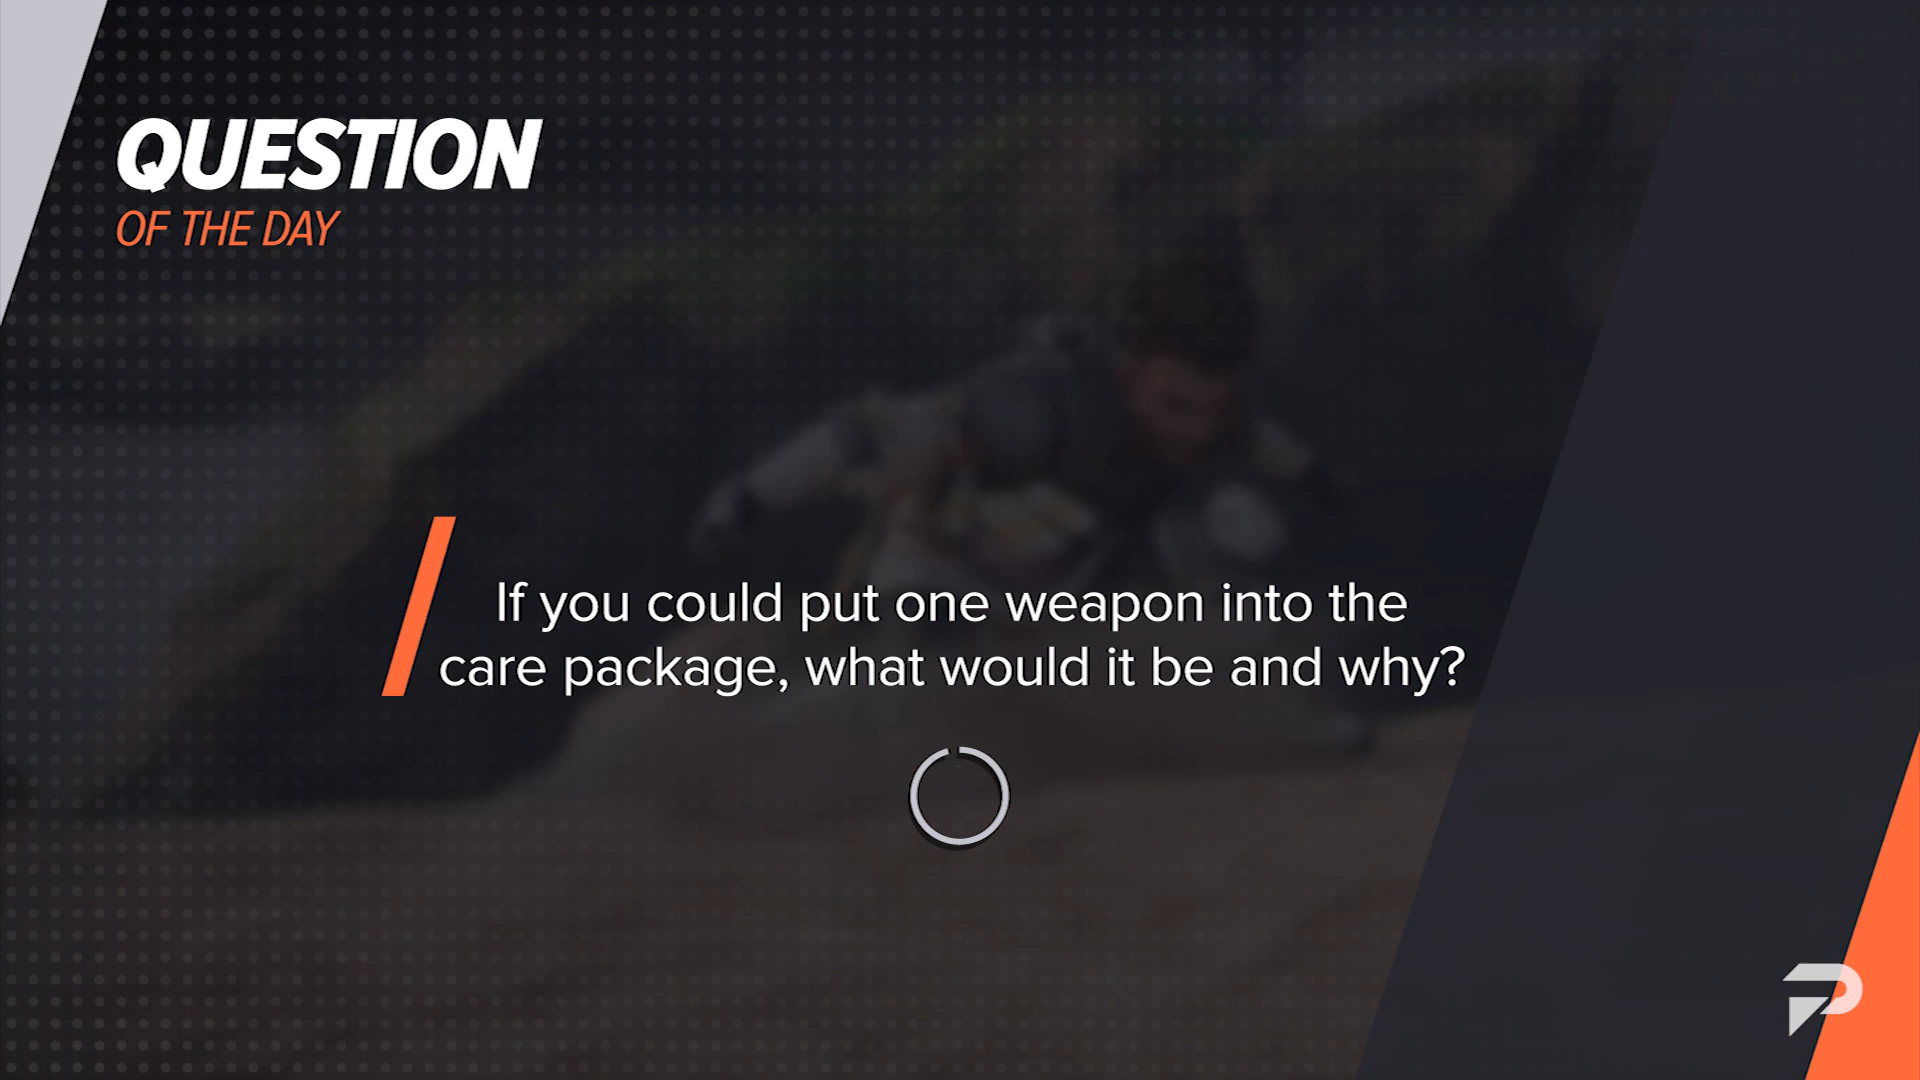 QUESTION
OF THE DAY
If you could put one weapon into the
care package, what would it be and why?